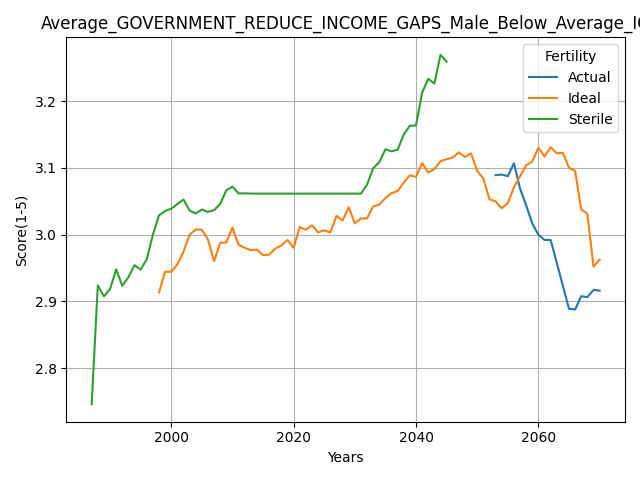 Average_GOVERNMENT_REDUCE_INCOME_GAPS_Male_Below_Average_IQ
Fertility
Actual
Ideal
Sterile
Score(1-5)
3.2
3.1
3.0
2.9
2.8
2000
2020
2040
2060
Years